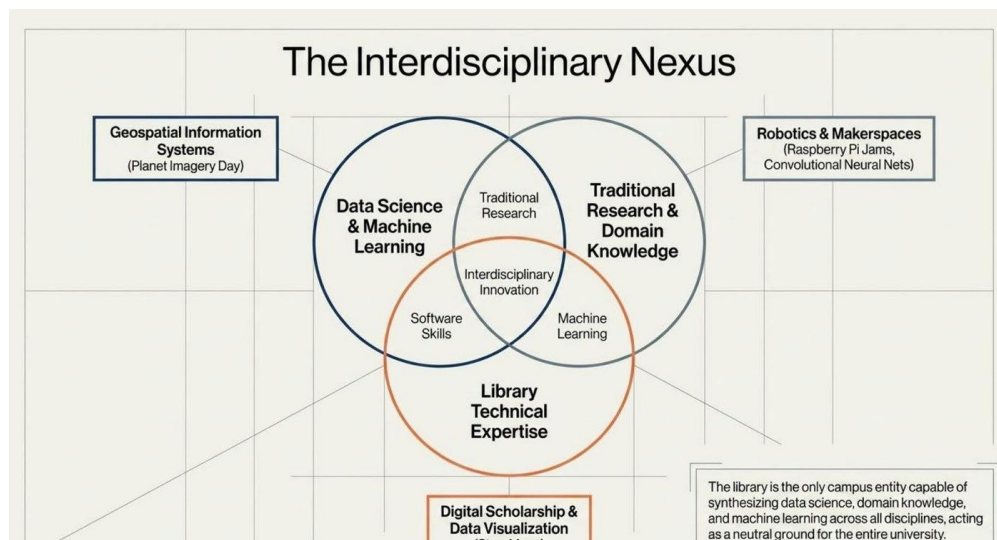 The Interdisciplinary Nexus
Geospatial Information
Systems
(Planet Imagery Day)
Robotics & Makerspaces
(Raspberry Pi Jams,
Convolutional Neural Nets)
Data Science
& Machine
Learning
Traditional
Research
Traditional
Research &
Domain
Knowledge
Interdisciplinary
Innovation
Software
Skills
Machine
Learning
Library
Technical
Expertise
Digital Scholarship &
Data Visualization
The library is the only campus entity capable of
synthesizing data science, domain knowledge,
and machine learning across all disciplines, acting
as a neutral ground for the entire university.